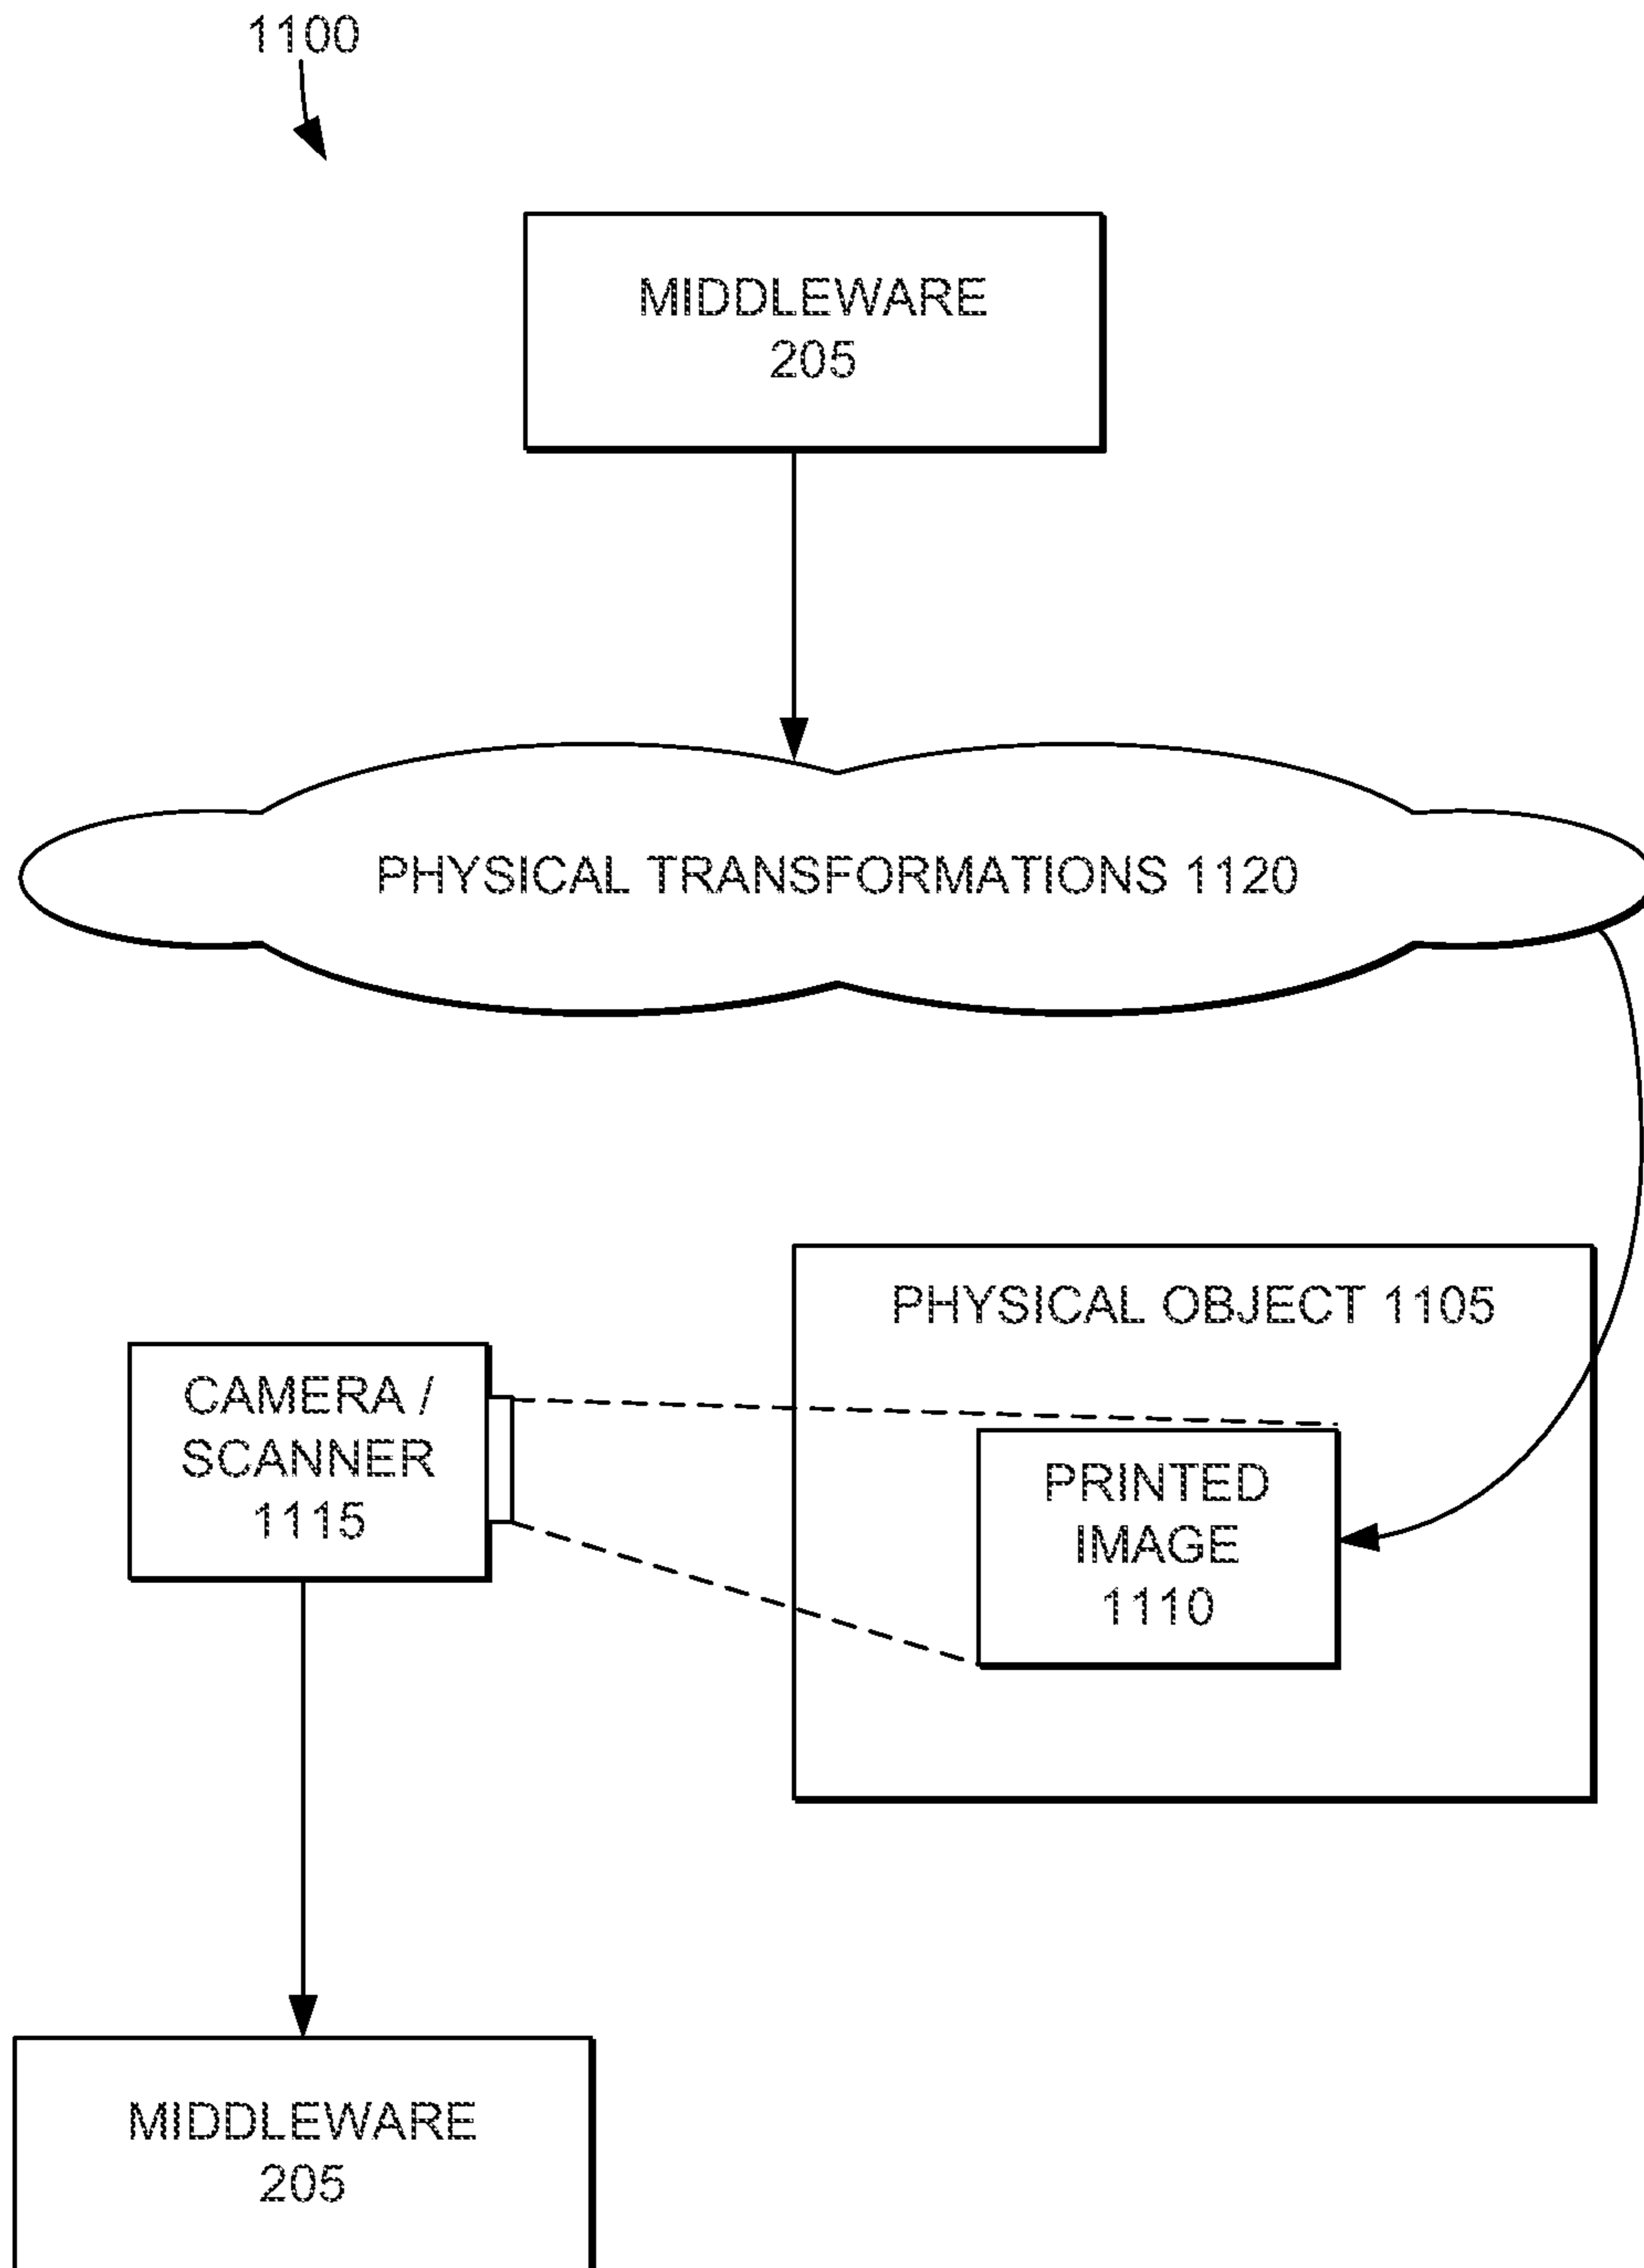 1100
MIDDLEWARE
205
PHYSICAL TRANSFORMATIONS 1120
PHYSICAL OBJECT 1105
CAMERA /
SCANNER
1115
PRINTED
IMAGE
1110
MIDDLEWARE
205